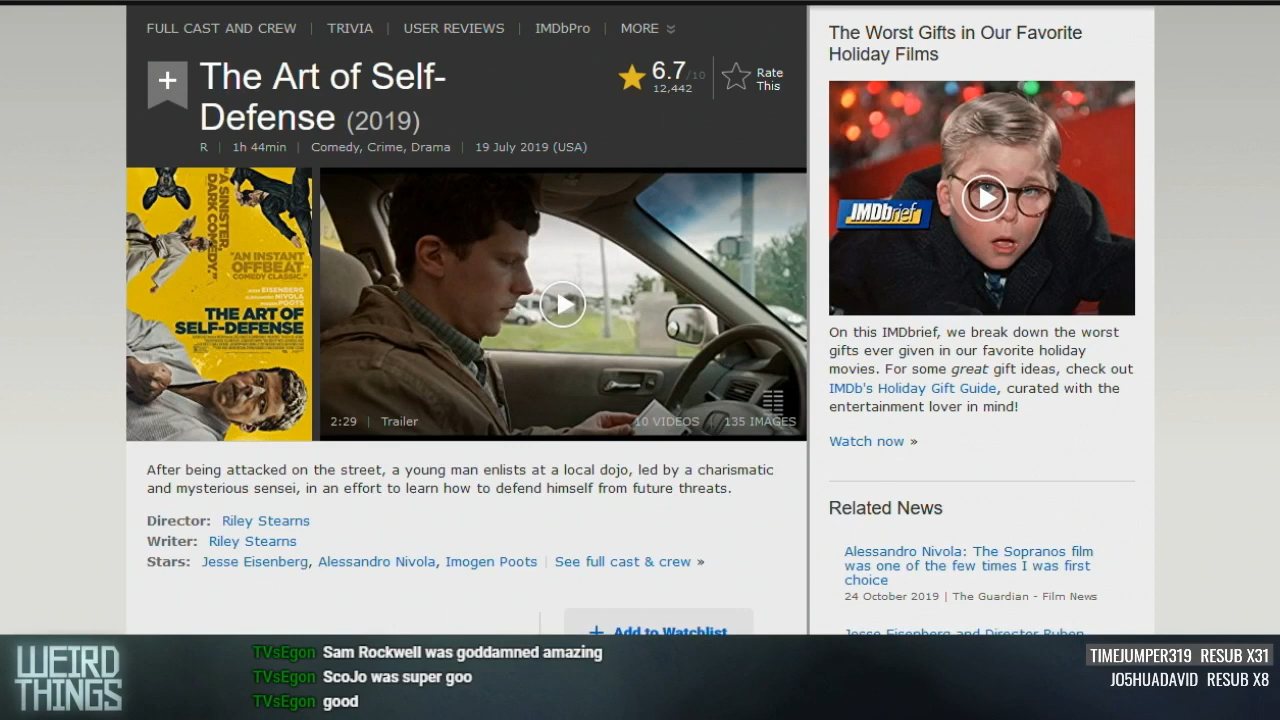 FULL CAST AND CREW | TRIVIA | USER REVIEWS | IMDbPro | MORE
The Art of Self-
Defense (2019)
6.7/10
12,442
Rate
This
R | 1h 44min | Comedy, Crime, Drama | 19 July 2019 (USA)
"A SINISTER,
DARK COMEDY."
"AN INSTANT
OFFBEAT
COMEDY CLASSIC."
EISENBERG
NIVOLA
POOTS
THE ART OF
SELF-DEFENSE
2:29 | Trailer
10 VIDEOS | 135 IMAGES
After being attacked on the street, a young man enlists at a local dojo, led by a charismatic
and mysterious sensei, in an effort to learn how to defend himself from future threats.
Director: Riley Stearns
Writer: Riley Stearns
Stars: Jesse Eisenberg, Alessandro Nivola, Imogen Poots | See full cast & crew »
+ Add to Watchlist
The Worst Gifts in Our Favorite
Holiday Films
IMDbrief
On this IMDbrief, we break down the worst
gifts ever given in our favorite holiday
movies. For some great gift ideas, check out
IMDb's Holiday Gift Guide, curated with the
entertainment lover in mind!
Watch now »
Related News
Alessandro Nivola: The Sopranos film
was one of the few times I was first
choice
24 October 2019 | The Guardian - Film News
Jesse Eisenberg and Director Ruben
WEIRD
THINGS
TVsEgon Sam Rockwell was goddamned amazing
TVsEgon ScoJo was super goo
TVsEgon good
TIMEJUMPER319 RESUB X31
JO5HUADAVID RESUB X8